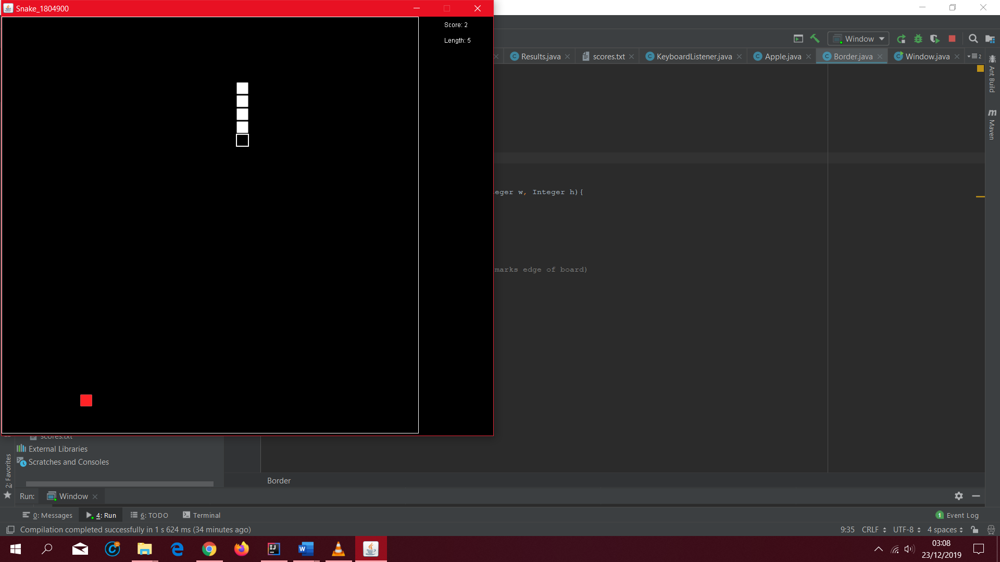 Snake_1804900
Score: 2
Length: 5
Window
Results.java
scores.txt
KeyboardListener.java
Apple.java
Border.java
Window.java
2
Ant Build
Maven
eger w, Integer h){
marks edge of board)
scores.txt
External Libraries
Scratches and Consoles
2: Favorites
Border
Run:
Window
0: Messages
4: Run
6: TODO
Terminal
1 Event Log
Compilation completed successfully in 1 s 624 ms (34 minutes ago)
9:35 CRLF UTF-8 4 spaces
03:08
23/12/2019